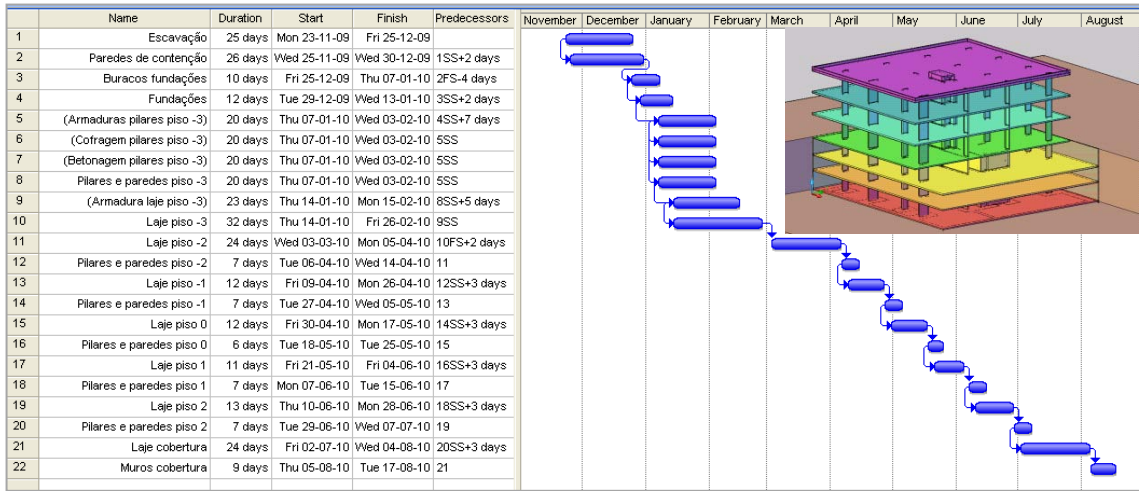 Name Duration Start Finish Predecessors November December January February March April May June July August
1 Escavação 25 days Mon 23-11-09 Fri 25-12-09
2 Paredes de contenção 26 days Wed 25-11-09 Wed 30-12-09 1SS+2 days
3 Buracos fundações 10 days Fri 25-12-09 Thu 07-01-10 2FS-4 days
4 Fundações 12 days Tue 29-12-09 Wed 13-01-10 3SS+2 days
5 (Armaduras pilares piso -3) 20 days Thu 07-01-10 Wed 03-02-10 4SS+7 days
6 (Cofragem pilares piso -3) 20 days Thu 07-01-10 Wed 03-02-10 5SS
7 (Betonagem pilares piso -3) 20 days Thu 07-01-10 Wed 03-02-10 5SS
8 Pilares e paredes piso -3 20 days Thu 07-01-10 Wed 03-02-10 5SS
9 (Armadura laje piso -3) 23 days Thu 14-01-10 Mon 15-02-10 8SS+5 days
10 Laje piso -3 32 days Thu 14-01-10 Fri 26-02-10 9SS
11 Laje piso -2 24 days Wed 03-03-10 Mon 05-04-10 10FS+2 days
12 Pilares e paredes piso -2 7 days Tue 06-04-10 Wed 14-04-10 11
13 Laje piso -1 12 days Fri 09-04-10 Mon 26-04-10 12SS+3 days
14 Pilares e paredes piso -1 7 days Tue 27-04-10 Wed 05-05-10 13
15 Laje piso 0 12 days Fri 30-04-10 Mon 17-05-10 14SS+3 days
16 Pilares e paredes piso 0 6 days Tue 18-05-10 Tue 25-05-10 15
17 Laje piso 1 11 days Fri 21-05-10 Fri 04-06-10 16SS+3 days
18 Pilares e paredes piso 1 7 days Mon 07-06-10 Tue 15-06-10 17
19 Laje piso 2 13 days Thu 10-06-10 Mon 28-06-10 18SS+3 days
20 Pilares e paredes piso 2 7 days Tue 29-06-10 Wed 07-07-10 19
21 Laje cobertura 24 days Fri 02-07-10 Wed 04-08-10 20SS+3 days
22 Muros cobertura 9 days Thu 05-08-10 Tue 17-08-10 21